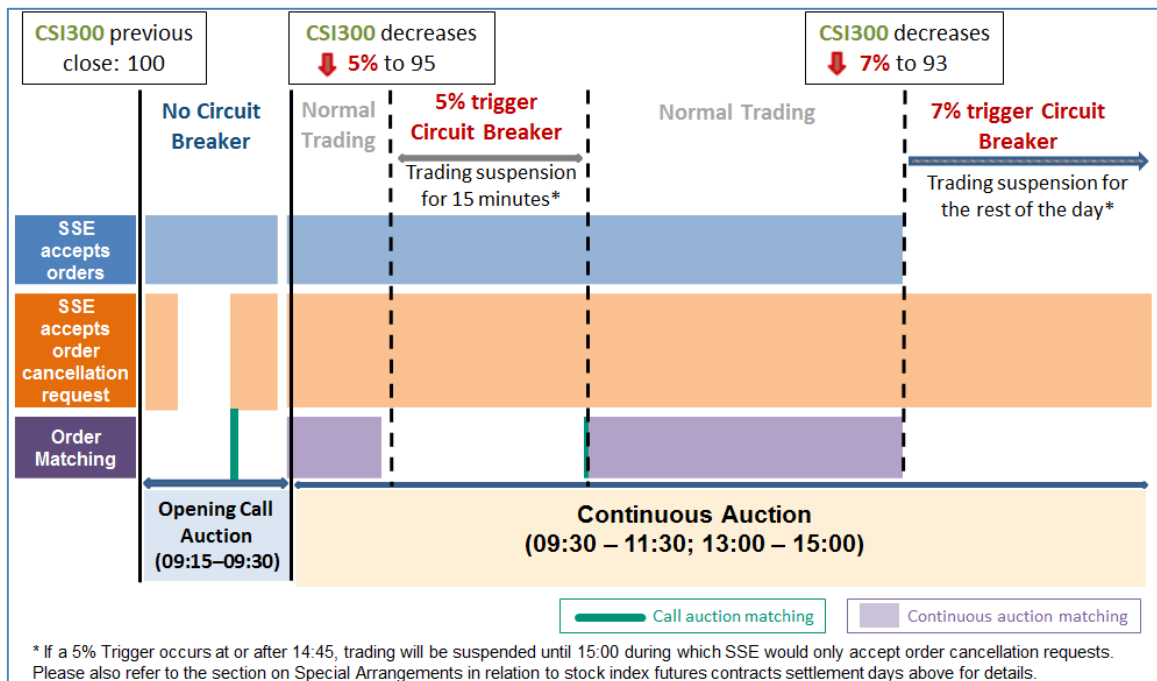 CSI300 previous
close: 100
CSI300 decreases
5% to 95
CSI300 decreases
7% to 93
No Circuit
Breaker
Normal
Trading
5% trigger
Circuit Breaker
Normal Trading
7% trigger Circuit
Breaker
Trading suspension
for 15 minutes*
Trading suspension for
the rest of the day*
SSE
accepts
orders
SSE
accepts
order
cancellation
request
Order
Matching
Opening Call
Auction
(09:15–09:30)
Continuous Auction
(09:30 – 11:30; 13:00 – 15:00)
Call auction matching
Continuous auction matching
* If a 5% Trigger occurs at or after 14:45, trading will be suspended until 15:00 during which SSE would only accept order cancellation requests.
Please also refer to the section on Special Arrangements in relation to stock index futures contracts settlement days above for details.